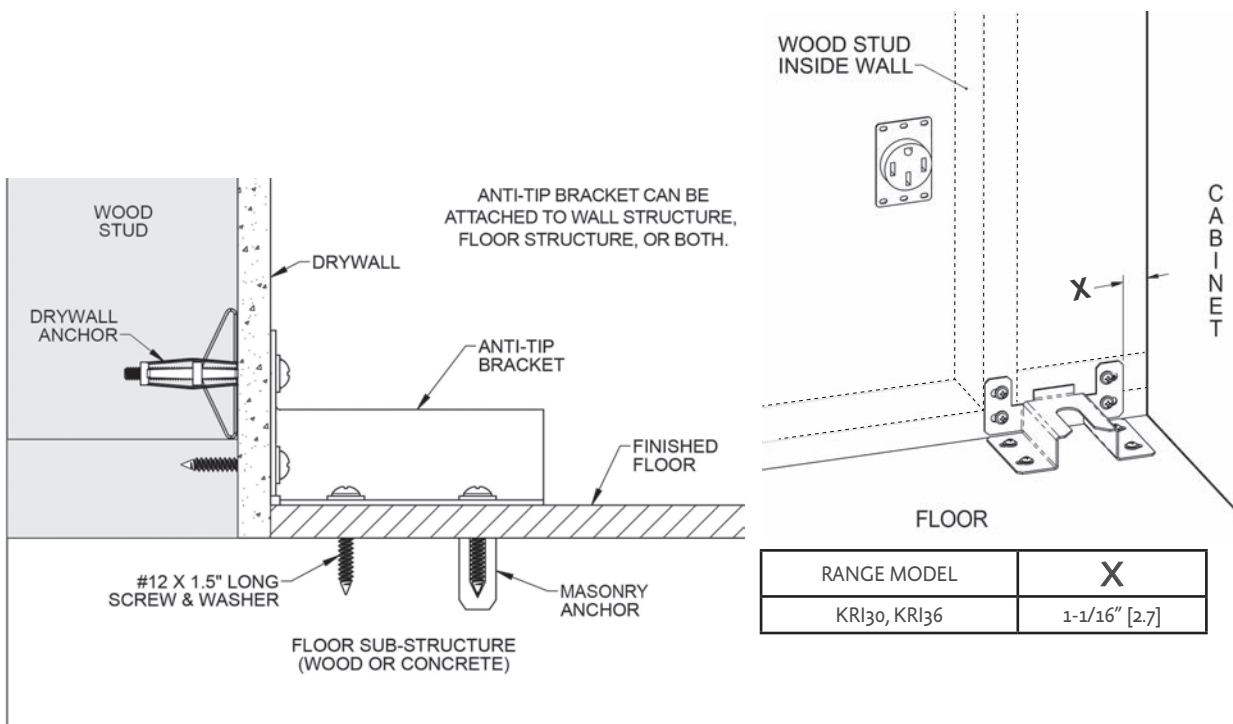 WOOD
STUD
DRYWALL
ANCHOR
ANTI-TIP BRACKET CAN BE
ATTACHED TO WALL STRUCTURE,
FLOOR STRUCTURE, OR BOTH.
DRYWALL
ANTI-TIP
BRACKET
FINISHED
FLOOR
#12 X 1.5" LONG
SCREW & WASHER
MASONRY
ANCHOR
FLOOR SUB-STRUCTURE
(WOOD OR CONCRETE)
WOOD STUD
INSIDE WALL
CABINET
X
FLOOR
RANGE MODEL X
KRI30, KRI36 1-1/16" [2.7]